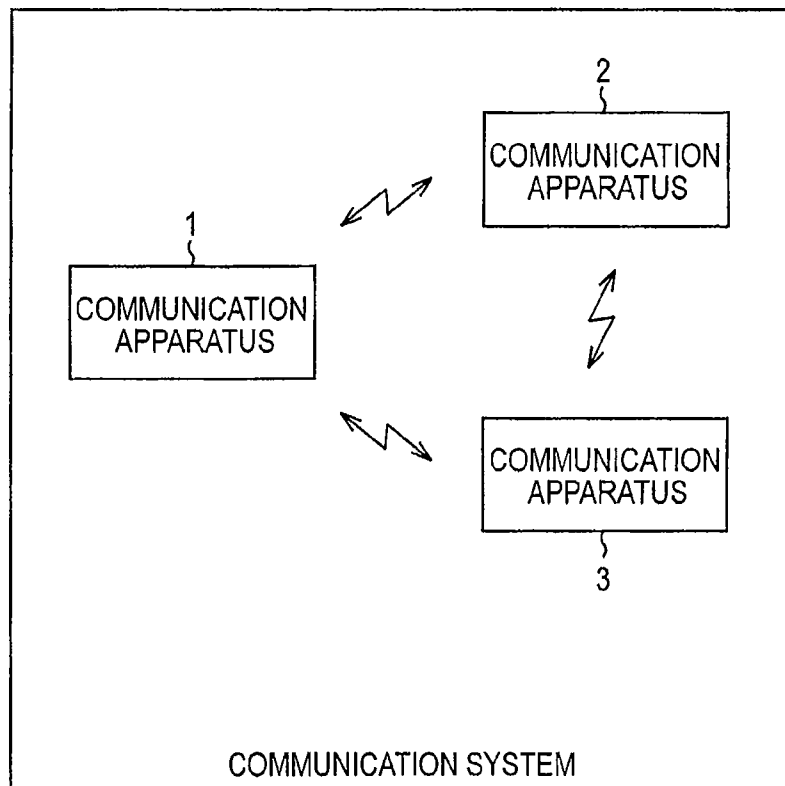 2
COMMUNICATION
APPARATUS
1
COMMUNICATION
APPARATUS
COMMUNICATION
APPARATUS
3
COMMUNICATION SYSTEM